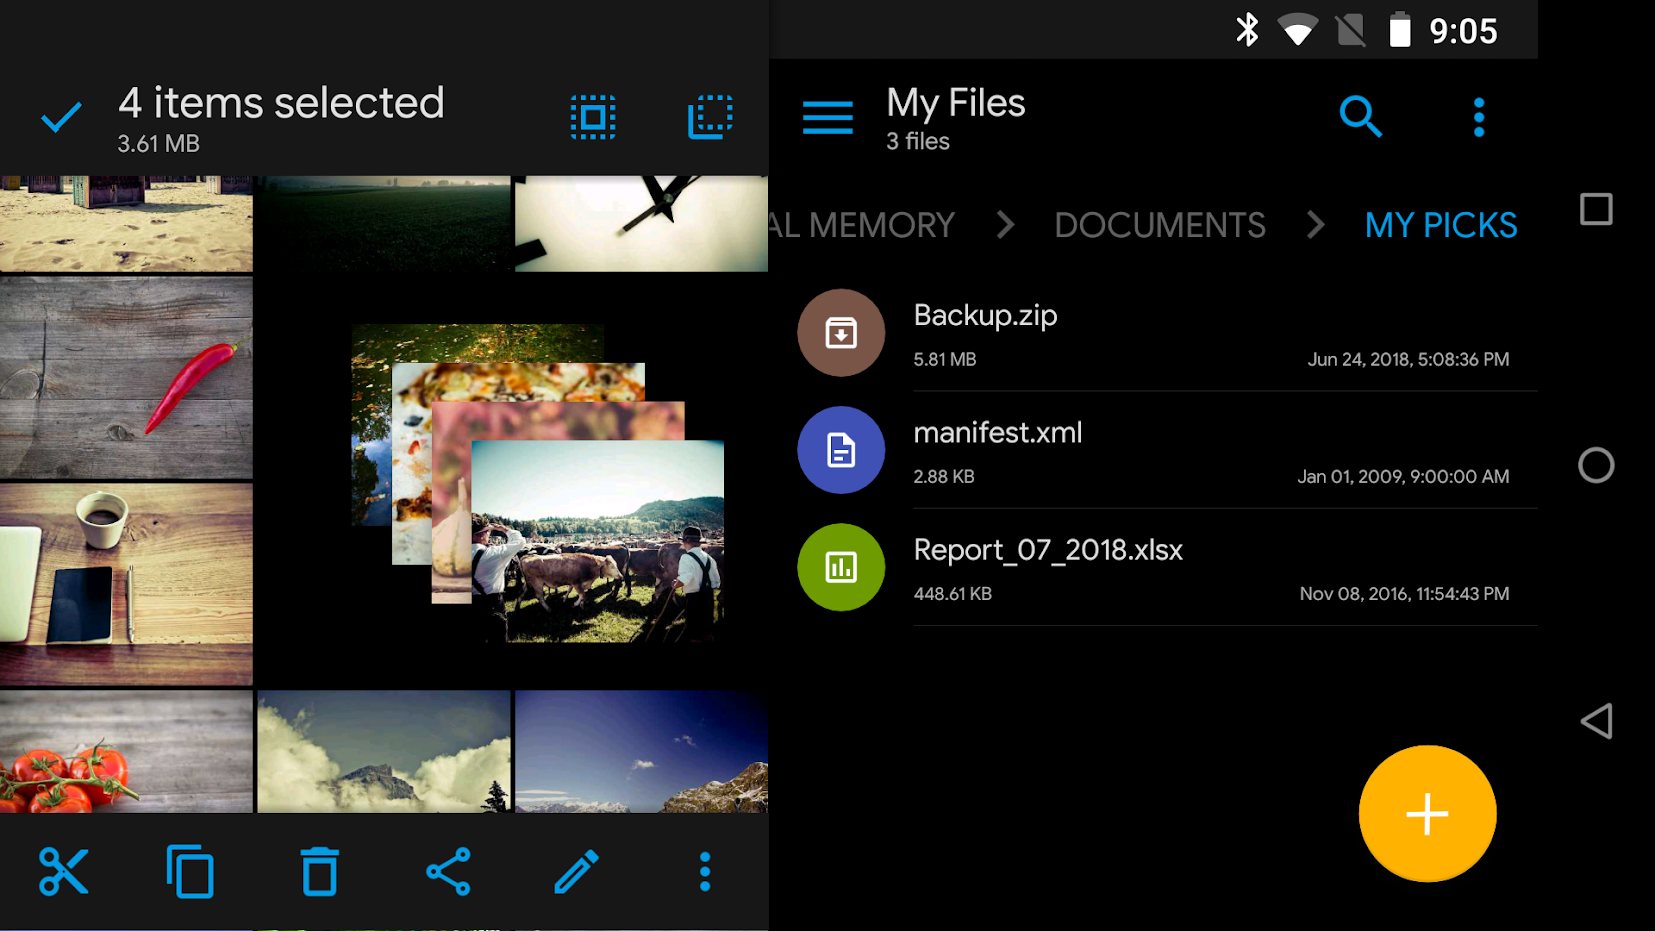 4 items selected
3.61 MB
9:05
My Files
3 files
AL MEMORY
DOCUMENTS
MY PICKS
Backup.zip
5.81 MB
Jun 24, 2018, 5:08:36 PM
manifest.xml
2.88 KB
Jan 01, 2009, 9:00:00 AM
Report_07_2018.xlsx
448.61 KB
Nov 08, 2016, 11:54:43 PM